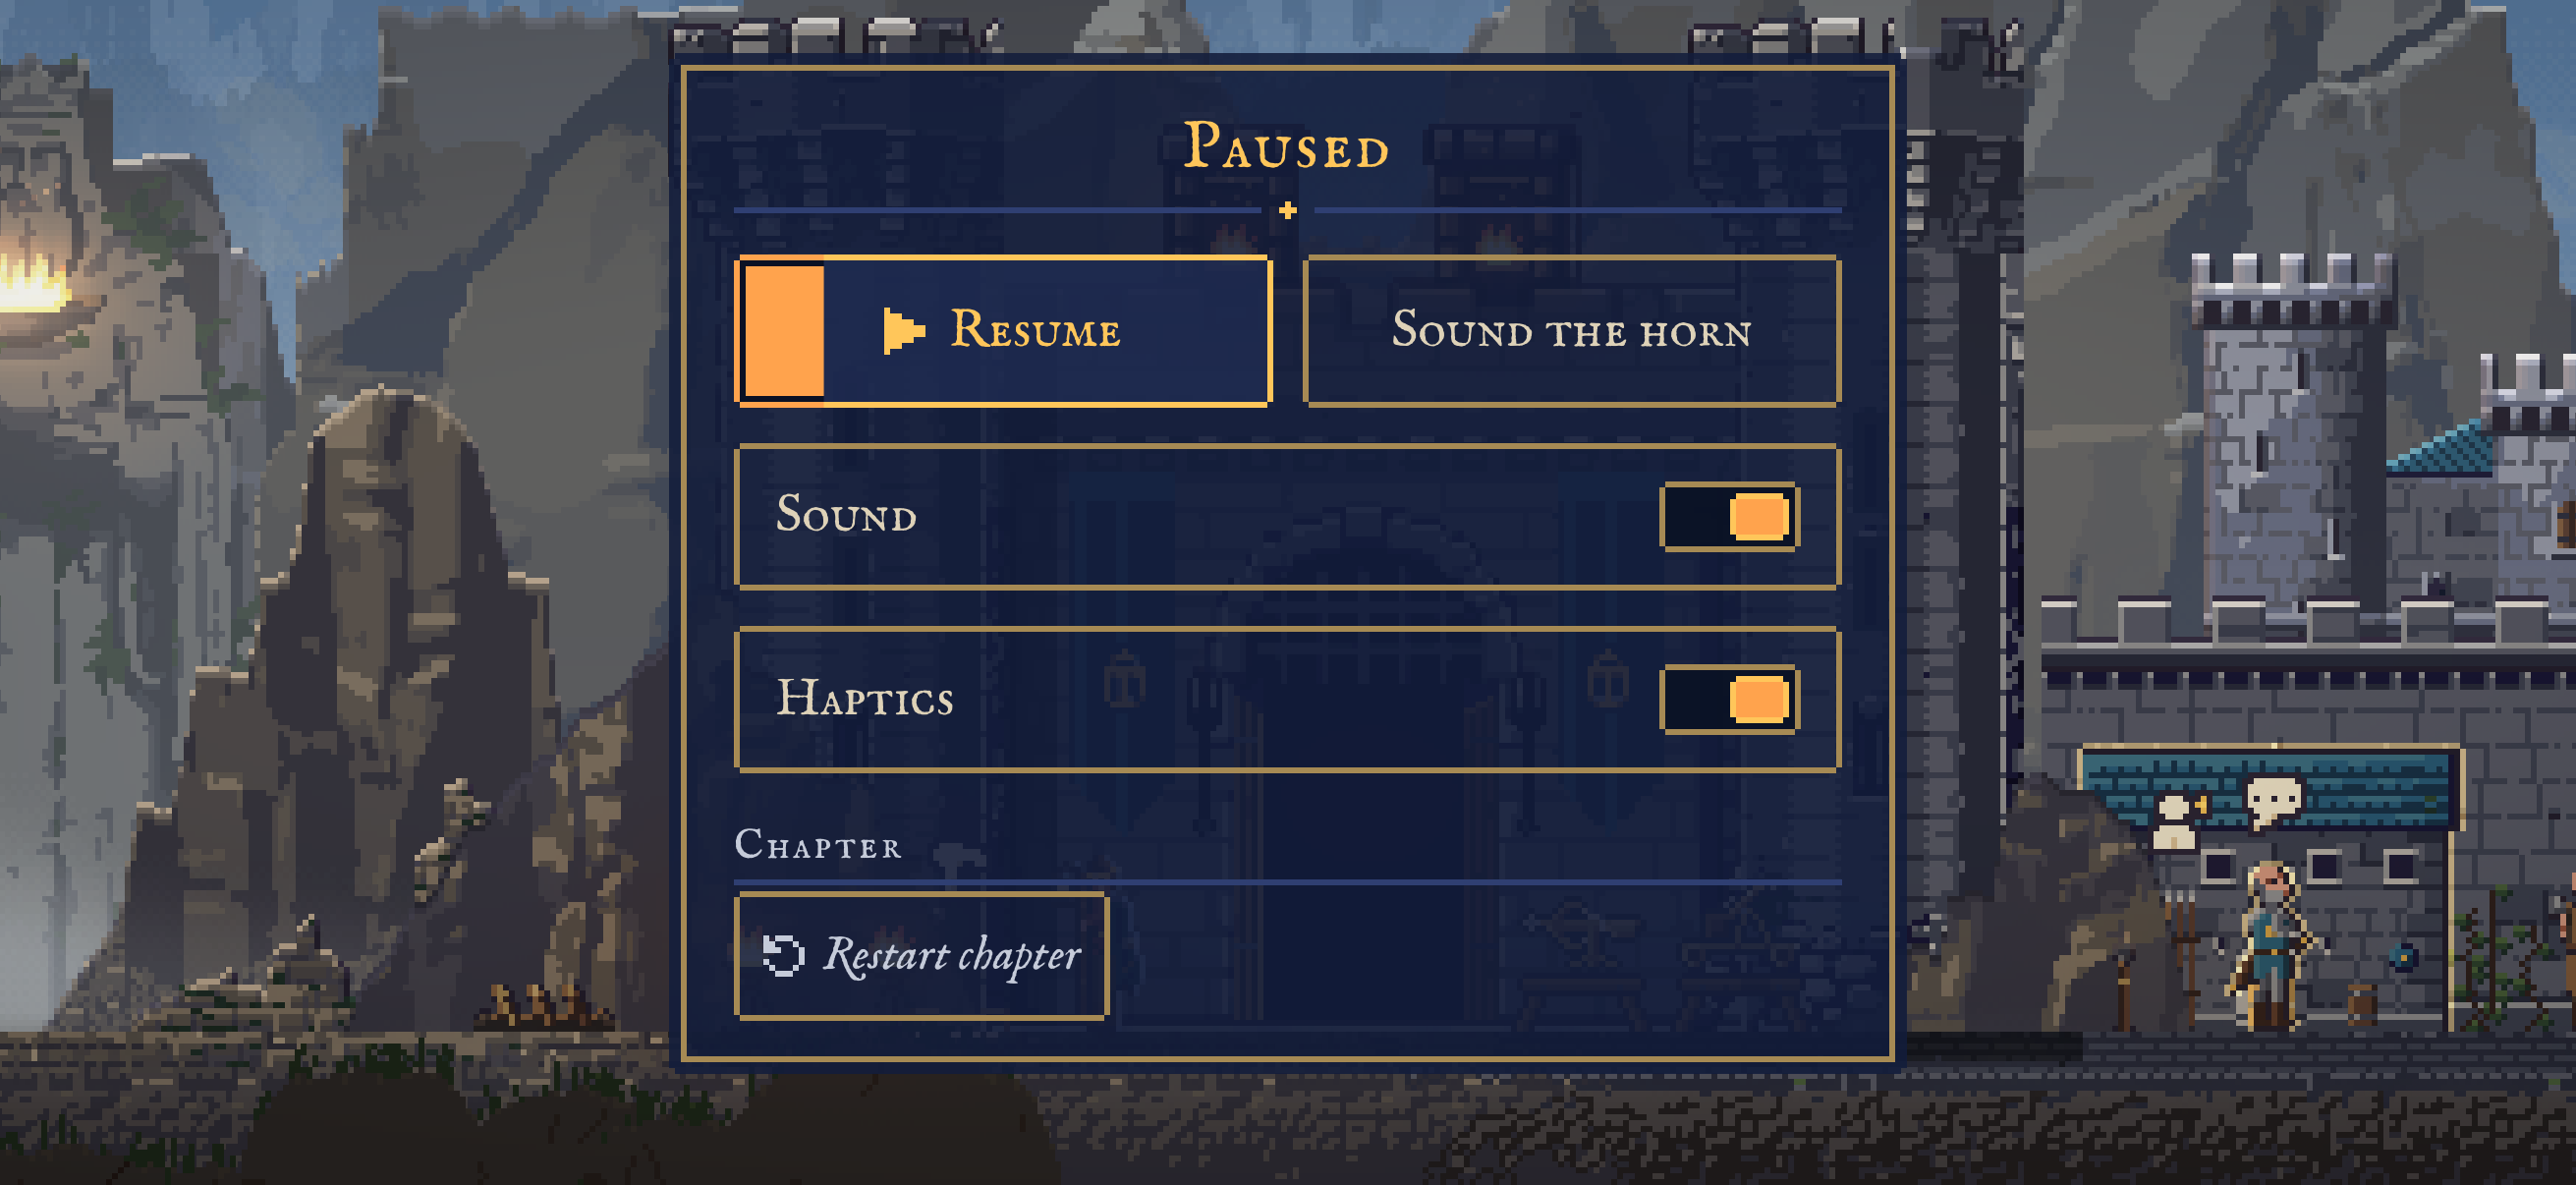 Paused
Resume
Sound the horn
Sound
Haptics
Chapter
Restart chapter